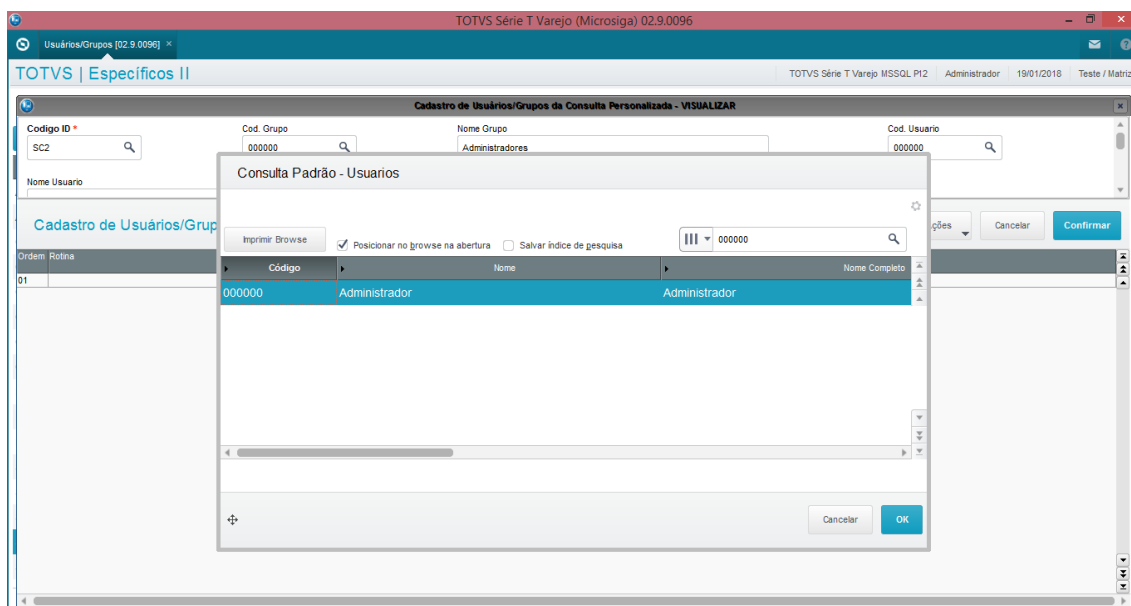 TOTVS Série T Varejo (Microsiga) 02.9.0096
Usuários/Grupos [02.9.0096] ×
TOTVS | Específicos II
TOTVS Série T Varejo MSSQL P12 Administrador 19/01/2018 Teste / Matriz
Cadastro de Usuários/Grupos da Consulta Personalizada - VISUALIZAR
Codigo ID * Cod. Grupo Nome Grupo Cod. Usuario
SC2 000000 Administradores 000000
Nome Usuario
Consulta Padrão - Usuarios
Cadastro de Usuários/Grup
ções Cancelar Confirmar
Imprimir Browse Posicionar no browse na abertura Salvar índice de pesquisa 000000
Ordem Rotina
Código Nome Nome Completo
01
000000 Administrador Administrador
Cancelar OK